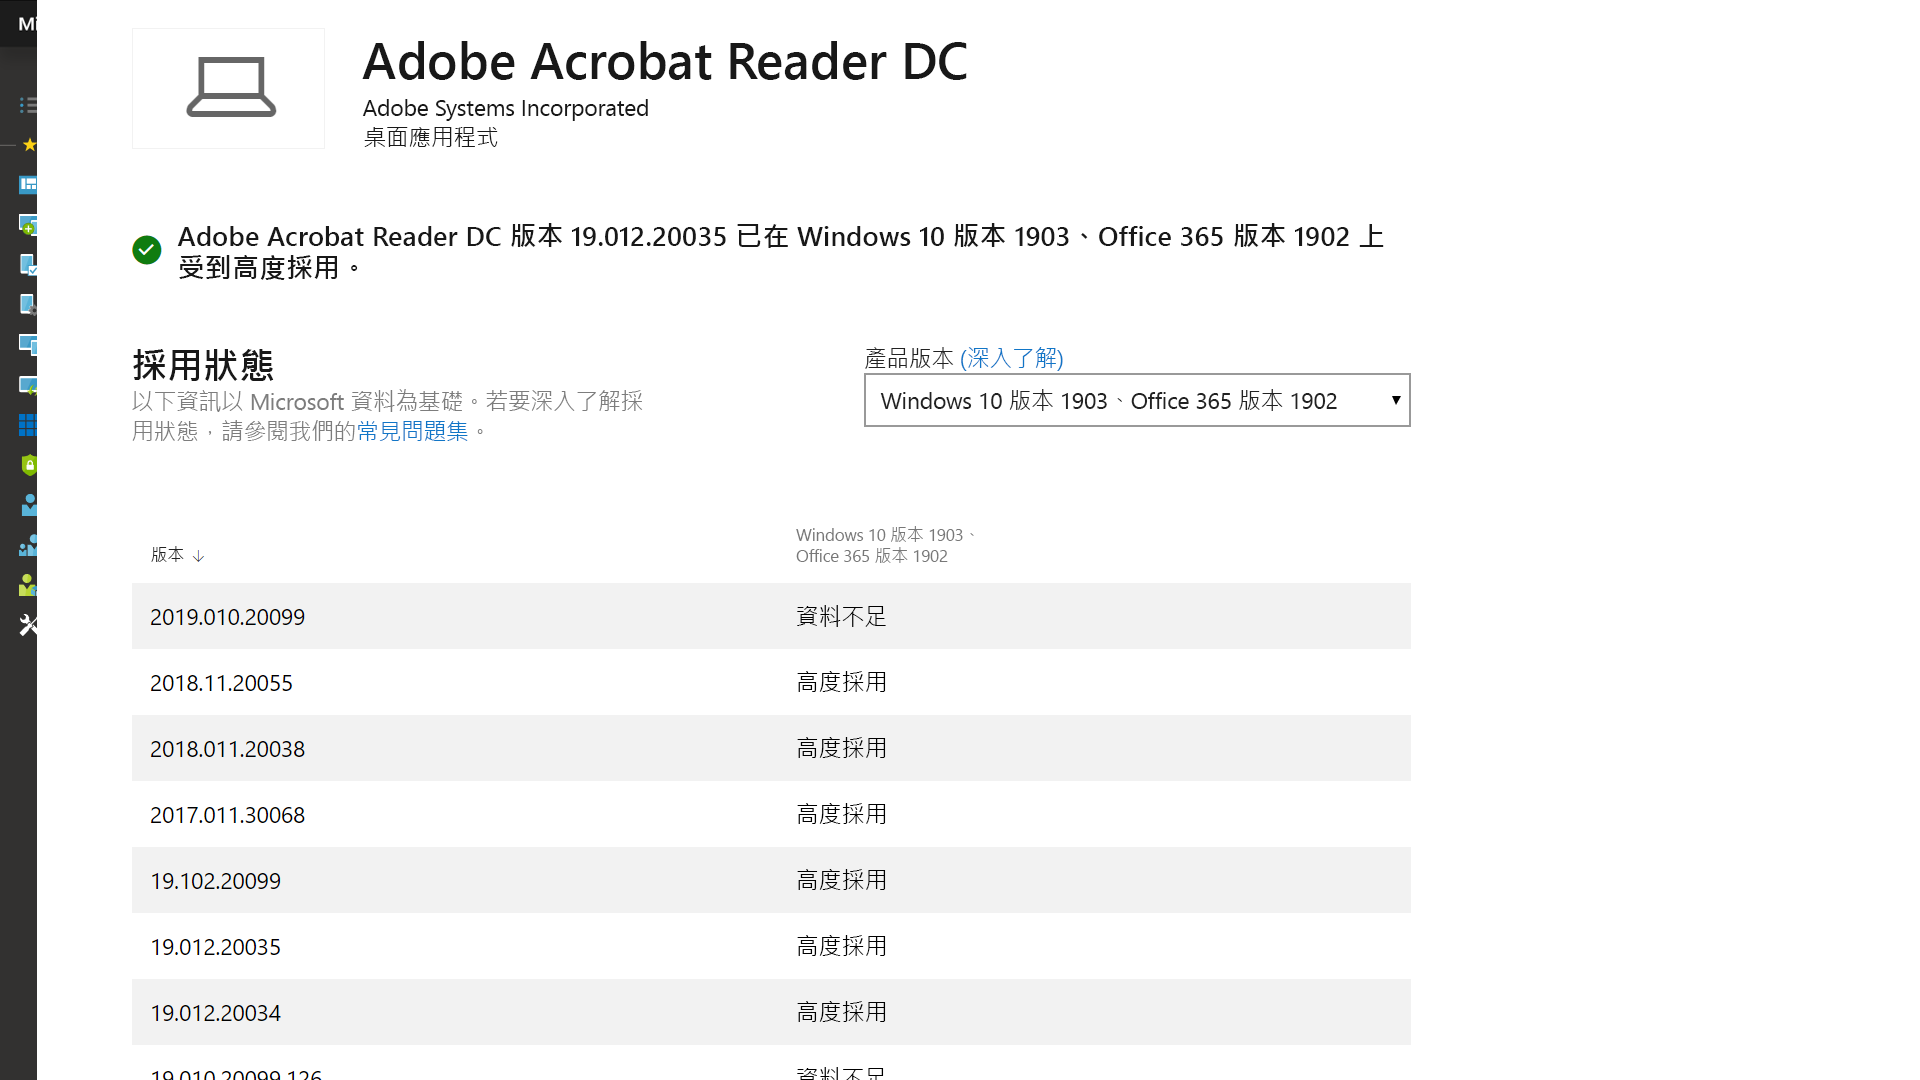 Mi
Adobe Acrobat Reader DC
Adobe Systems Incorporated
桌面應用程式
Adobe Acrobat Reader DC 版本 19.012.20035 已在 Windows 10 版本 1903、Office 365 版本 1902 上
受到高度採用。
採用狀態
以下資訊以 Microsoft 資料為基礎。若要深入了解採
用狀態，請參閱我們的常見問題集。
產品版本 (深入了解)
Windows 10 版本 1903、Office 365 版本 1902
版本 ↓
Windows 10 版本 1903、
Office 365 版本 1902
2019.010.20099 資料不足
2018.11.20055 高度採用
2018.011.20038 高度採用
2017.011.30068 高度採用
19.102.20099 高度採用
19.012.20035 高度採用
19.012.20034 高度採用
19.010.20099.126 資料不足